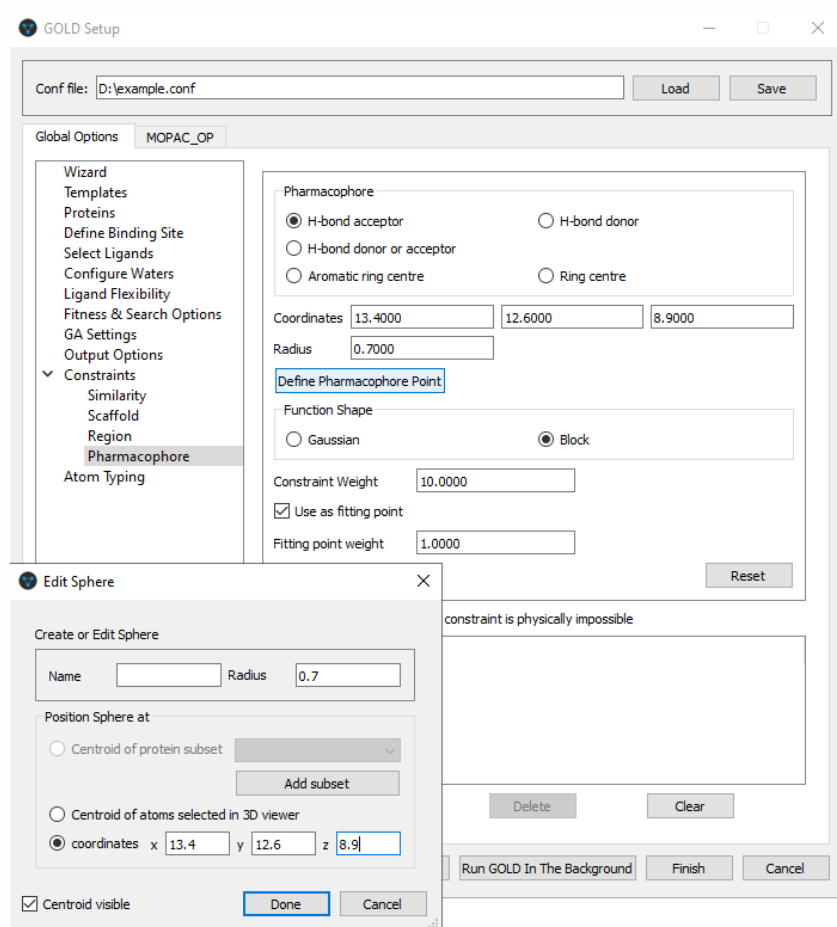 GOLD Setup
Conf file: D:\example.conf Load Save
Global Options MOPAC_OP
Wizard
Templates
Proteins
Define Binding Site
Select Ligands
Configure Waters
Ligand Flexibility
Fitness & Search Options
GA Settings
Output Options
Constraints
Similarity
Scaffold
Region
Pharmacophore
Atom Typing
Pharmacophore
H-bond acceptor H-bond donor
H-bond donor or acceptor
Aromatic ring centre Ring centre
Coordinates 13.4000 12.6000 8.9000
Radius 0.7000
Define Pharmacophore Point
Function Shape
Gaussian Block
Constraint Weight 10.0000
Use as fitting point
Fitting point weight 1.0000
Reset
constraint is physically impossible
Delete Clear
Run GOLD In The Background Finish Cancel
Edit Sphere
Create or Edit Sphere
Name Radius 0.7
Position Sphere at
Centroid of protein subset
Add subset
Centroid of atoms selected in 3D viewer
coordinates x 13.4 y 12.6 z 8.9
Centroid visible Done Cancel